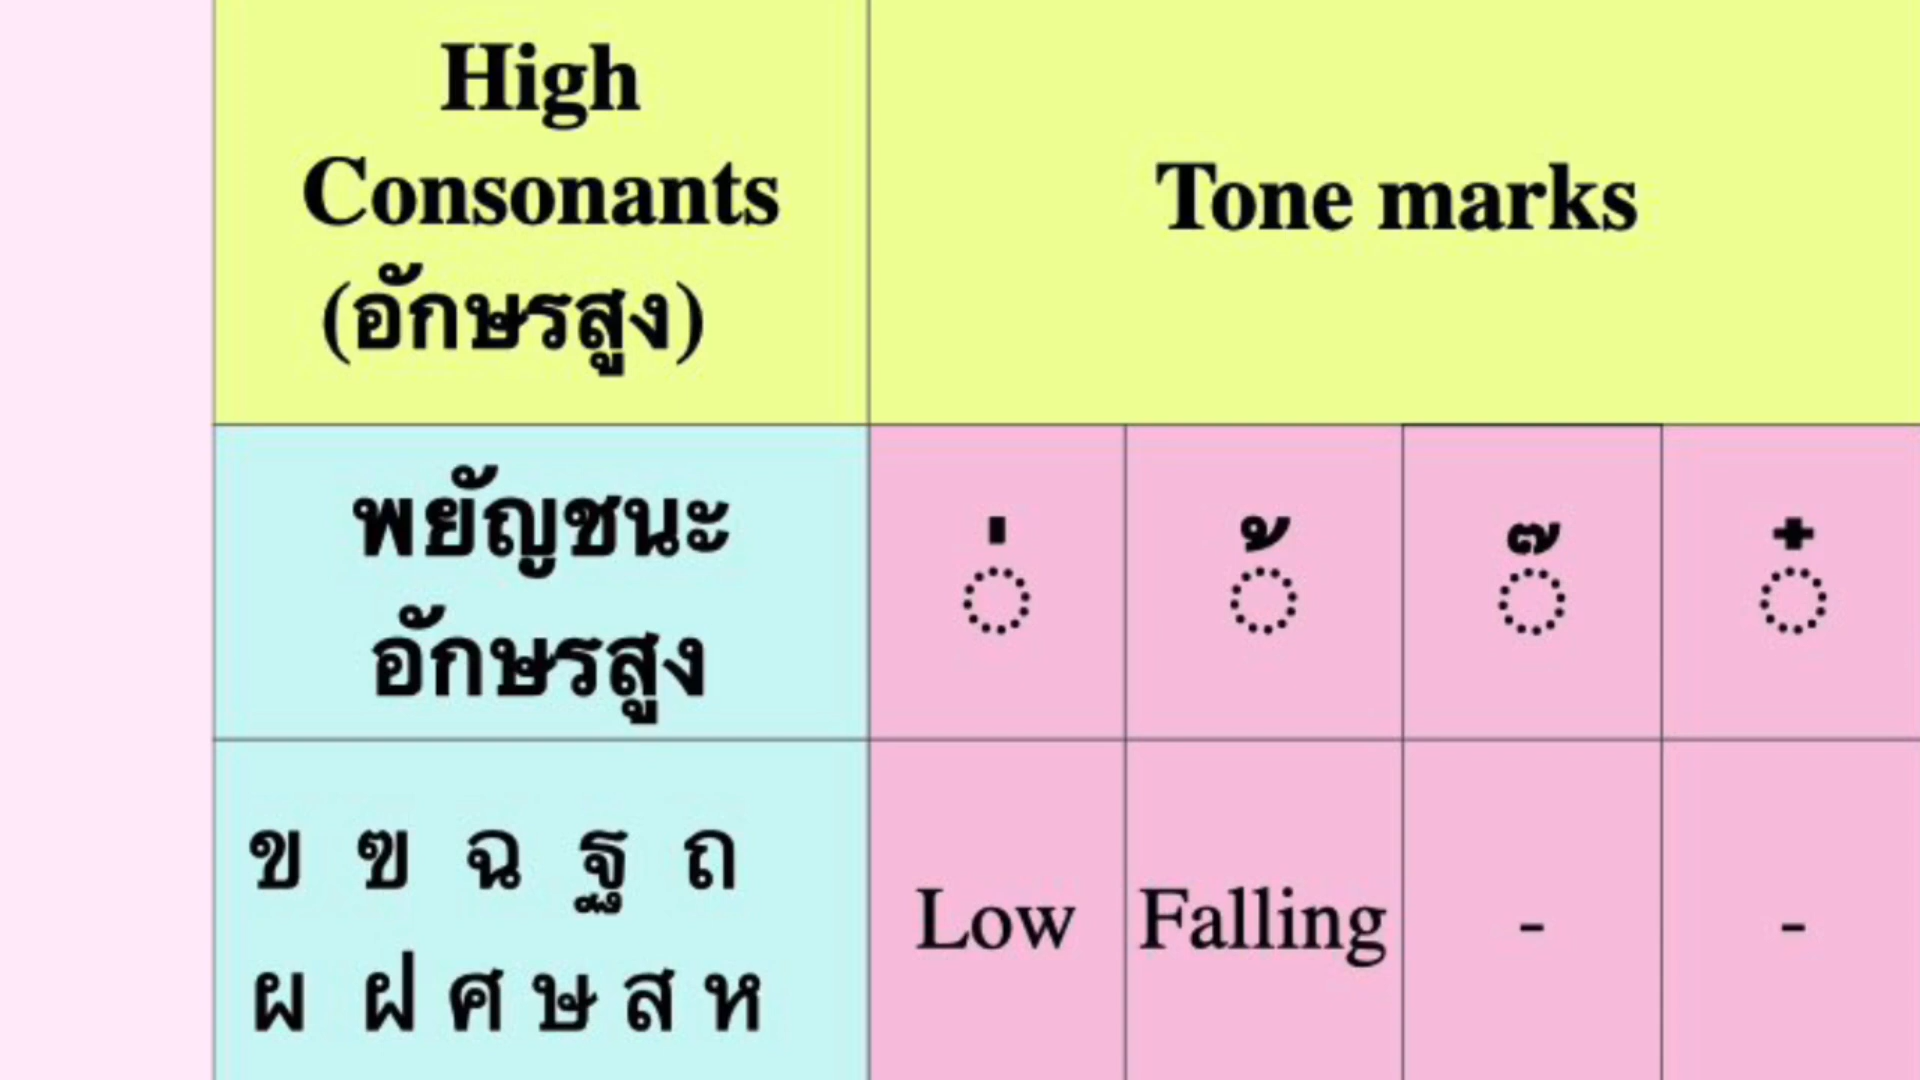 High
Consonants
(อักษรสูง)
Tone marks
พยัญชนะ
อักษรสูง
◌่ ◌้ ◌๊ ◌๋
ข ฃ ฉ ฐ ถ
ผ ฝ ศ ษ ส ห
Low Falling - -